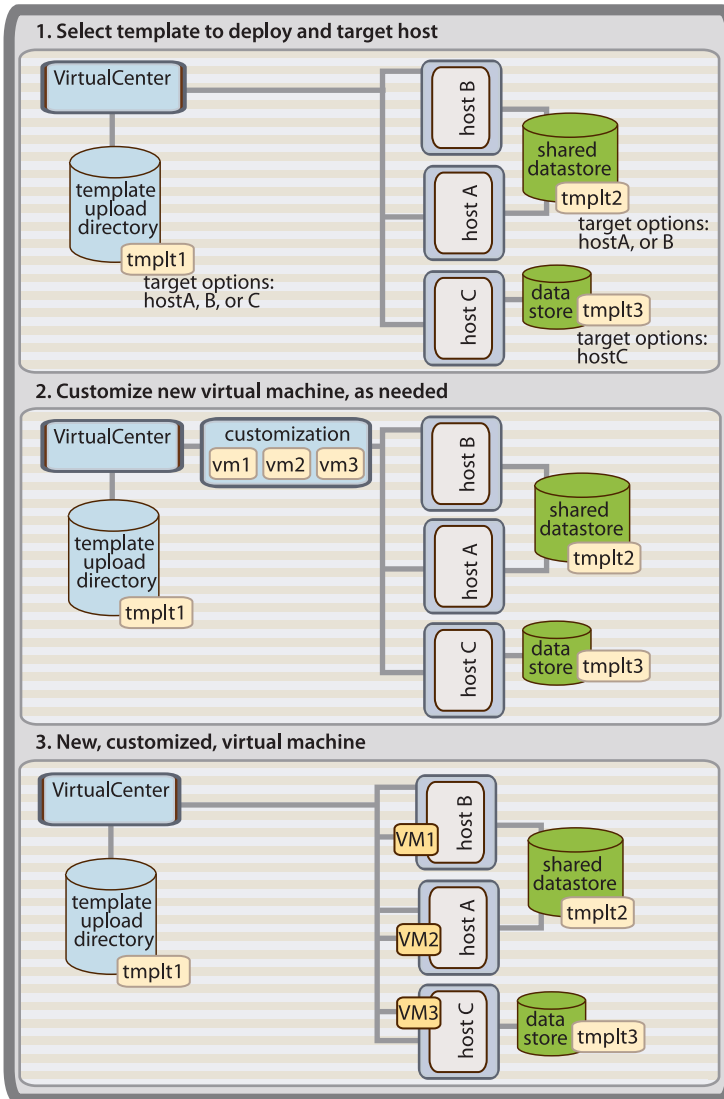 1. Select template to deploy and target host
VirtualCenter
template
upload
directory
tmplt1
target options:
hostA, B, or C
host B
host A
host C
shared
datastore
tmplt2
target options:
hostA, or B
data
store
tmplt3
target options:
hostC
2. Customize new virtual machine, as needed
VirtualCenter
customization
vm1 vm2 vm3
template
upload
directory
tmplt1
host B
host A
host C
shared
datastore
tmplt2
data
store
tmplt3
3. New, customized, virtual machine
VirtualCenter
template
upload
directory
tmplt1
host B
VM1
host A
VM2
host C
VM3
shared
datastore
tmplt2
data
store
tmplt3